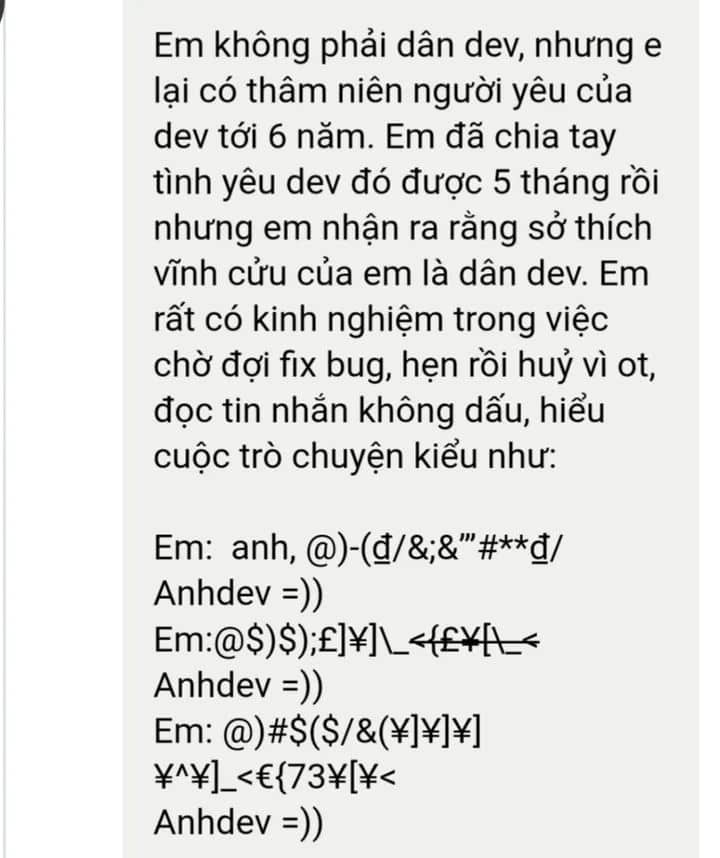 Em không phải dân dev, nhưng e
lại có thâm niên người yêu của
dev tới 6 năm. Em đã chia tay
tình yêu dev đó được 5 tháng rồi
nhưng em nhận ra rằng sở thích
vĩnh cửu của em là dân dev. Em
rất có kinh nghiệm trong việc
chờ đợi fix bug, hẹn rồi huỷ vì ot,
đọc tin nhắn không dấu, hiểu
cuộc trò chuyện kiểu như:
Em:  anh, @)-(₫/&;&”’#**₫/
Anhdev =))
Em:@$)$);£]¥]\_<{£¥[\_<
Anhdev =))
Em: @)#$($/&(¥]¥]¥]
¥^¥]_<€{73¥[¥<
Anhdev =))